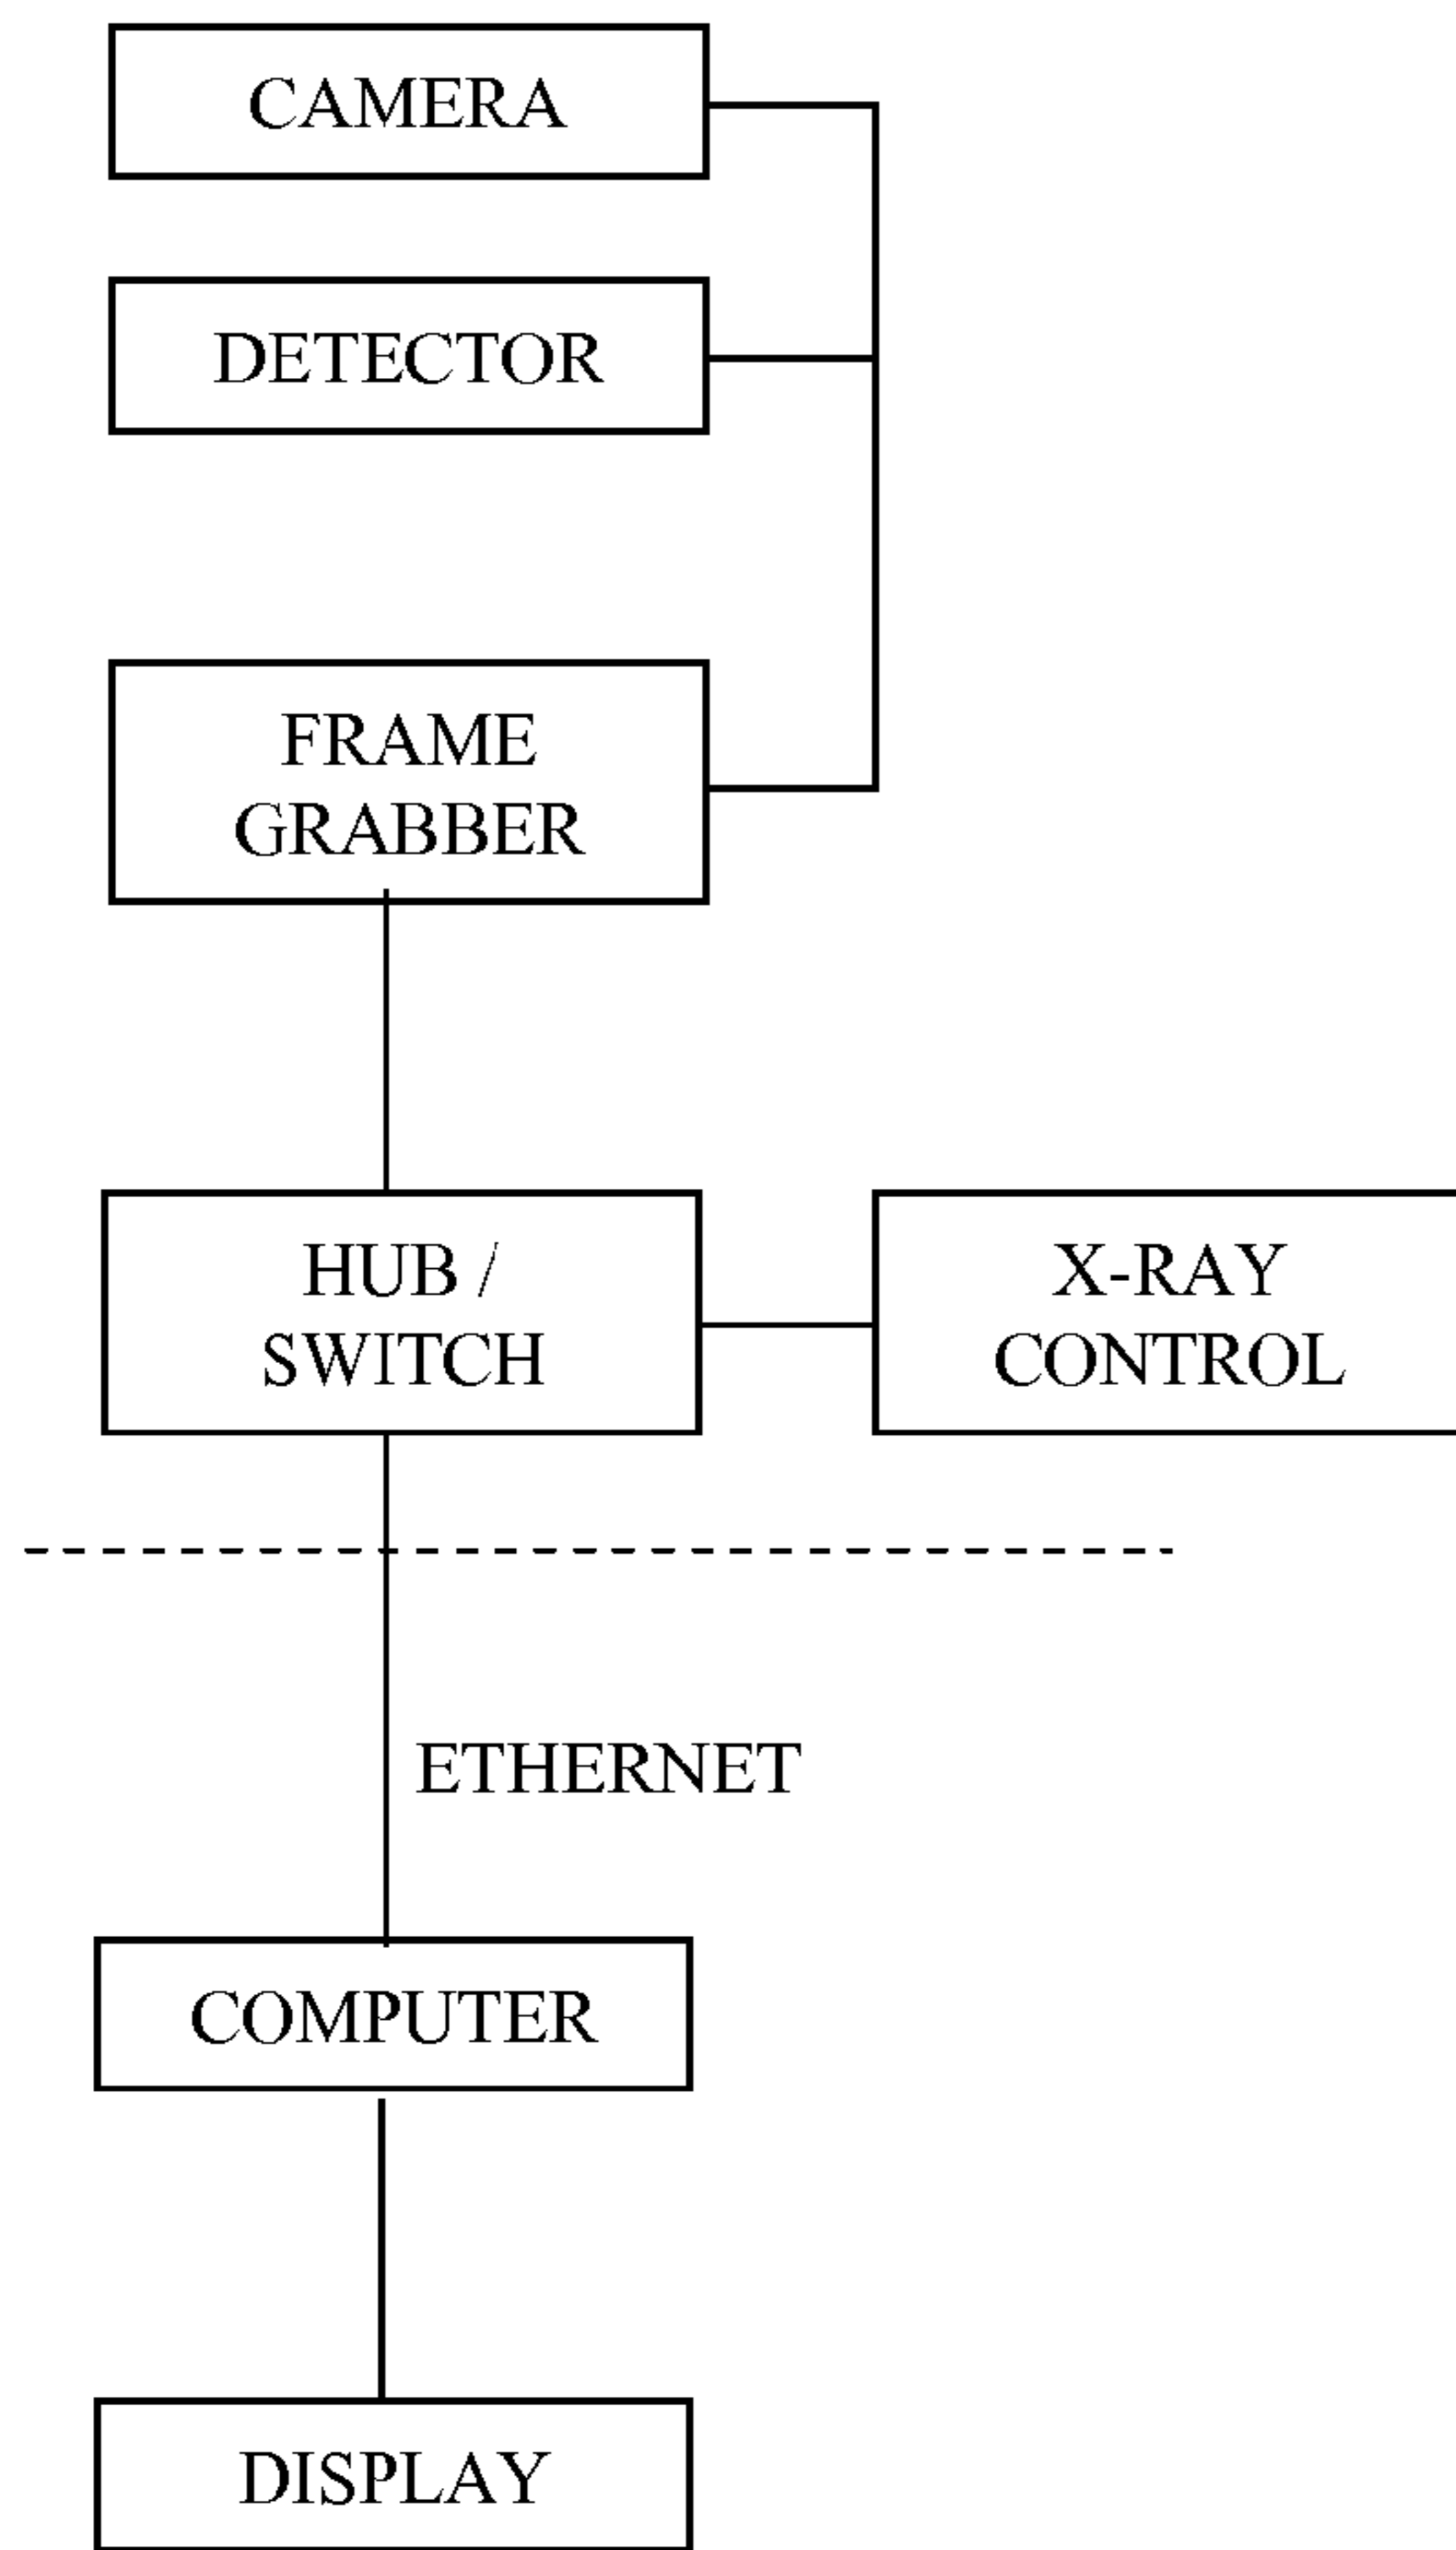 CAMERA
DETECTOR
FRAME
GRABBER
HUB /
SWITCH
X-RAY
CONTROL
ETHERNET
COMPUTER
DISPLAY